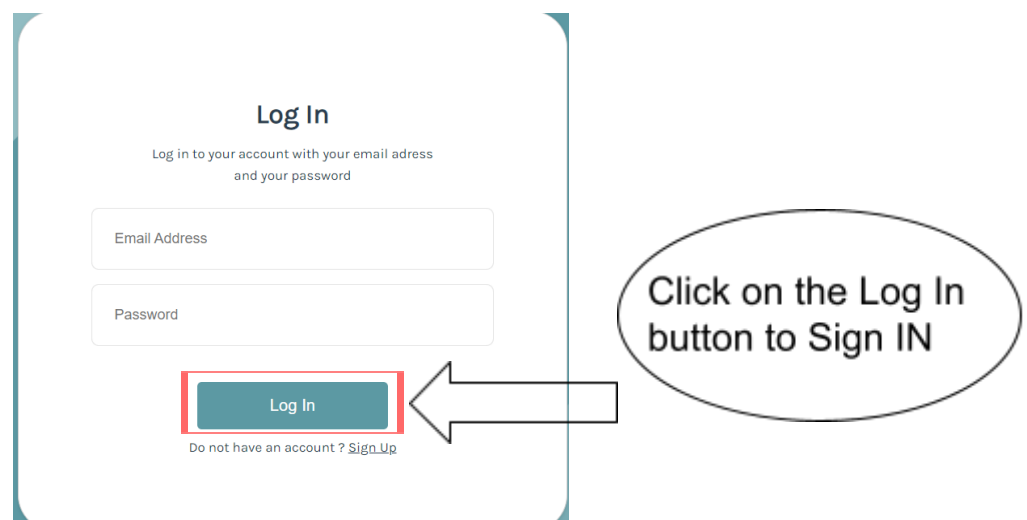 Log In
Log in to your account with your email adress
and your password
Email Address
Password
Log In
Do not have an account ? Sign Up
Click on the Log In
button to Sign IN